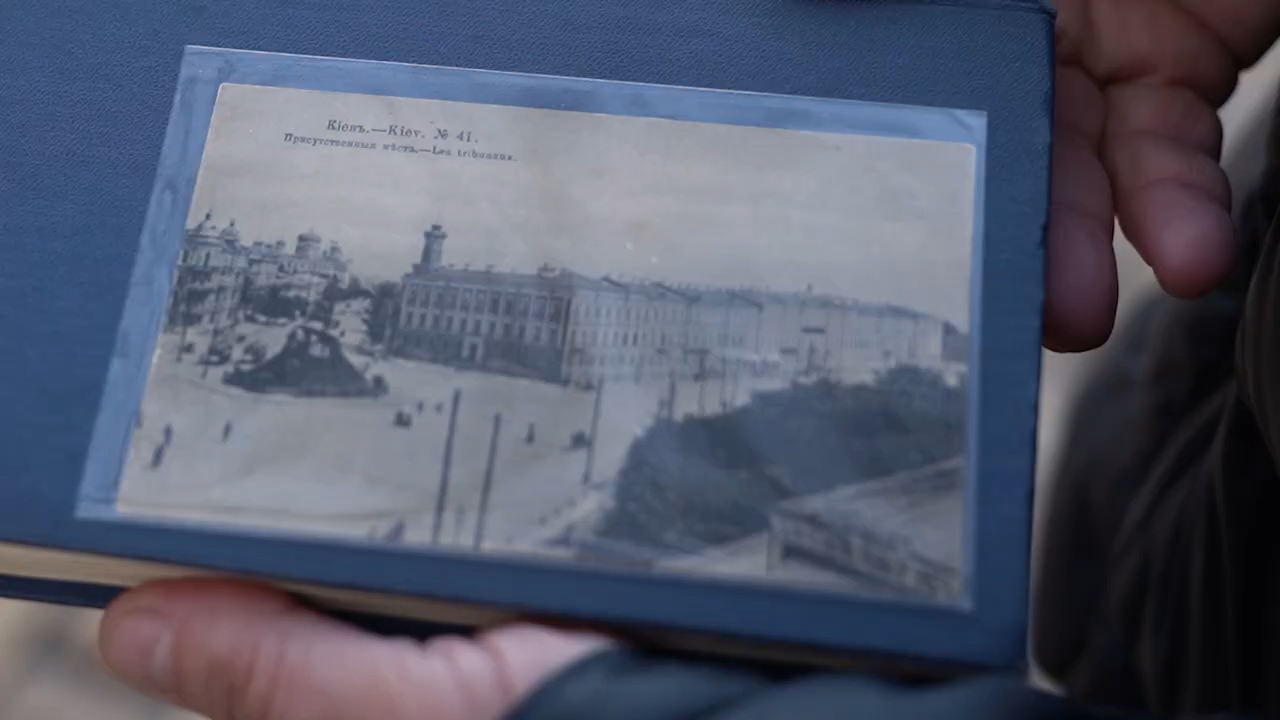 Кіевъ.—Kiev. № 41.
Присутственныя мѣста.—Les tribunaux.